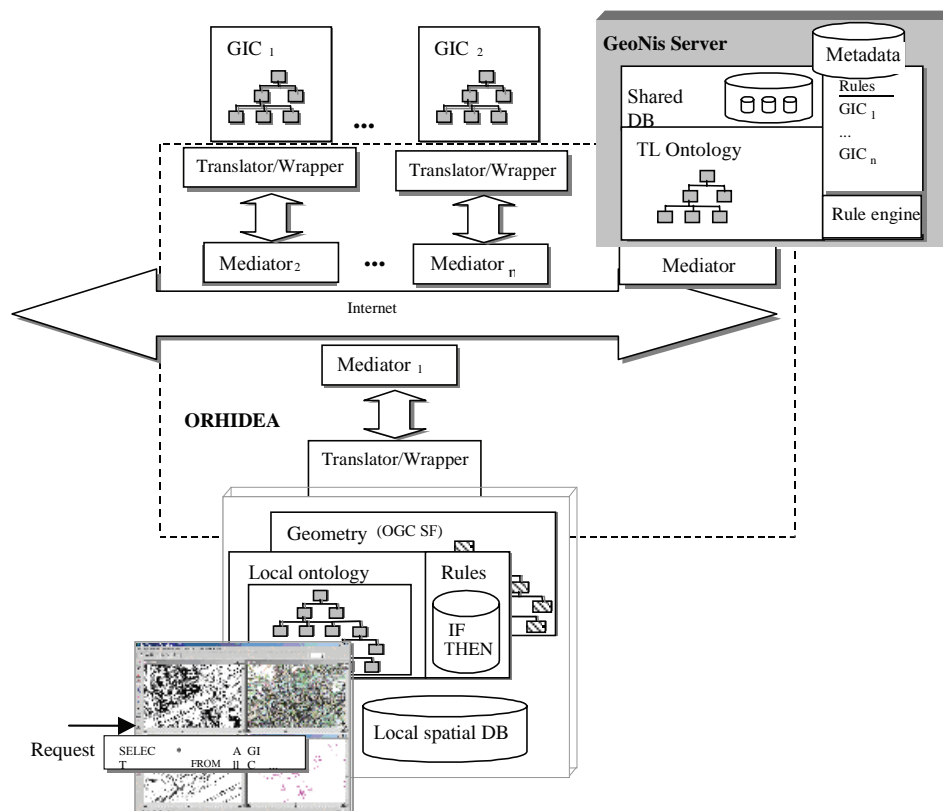 GIC 1
GIC 2
GeoNis Server
Metadata
...
Shared DB
Rules
GIC 1
...
GIC n
TL Ontology
Rule engine
Translator/Wrapper
Translator/Wrapper
Mediator 2
...
Mediator n
Mediator
Internet
Mediator 1
ORHIDEA
Translator/Wrapper
Geometry (OGC SF)
Local ontology
Rules
IF
THEN
Local spatial DB
Request
SELEC * A GI
T FROM ll C ...